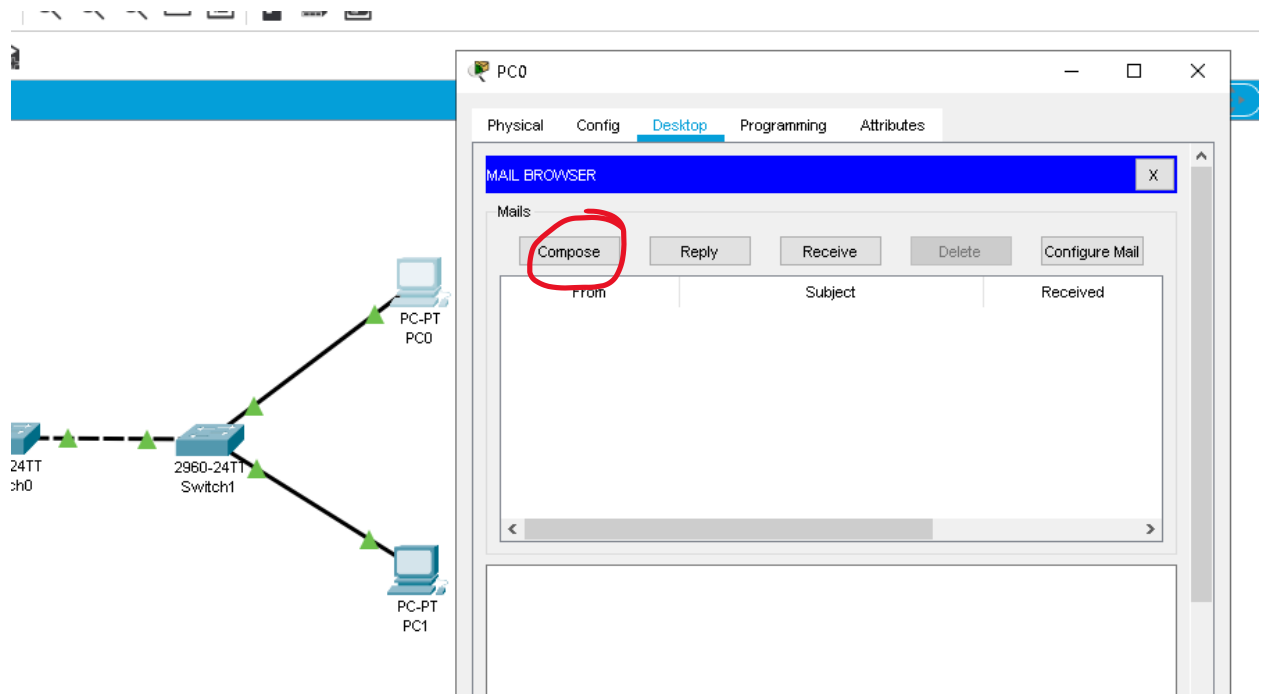 PC0
Physical Config Desktop Programming Attributes
MAIL BROWSER X
Mails
Compose Reply Receive Delete Configure Mail
From Subject Received
PC-PT
PC0
24TT
ch0
2960-24TT
Switch1
PC-PT
PC1